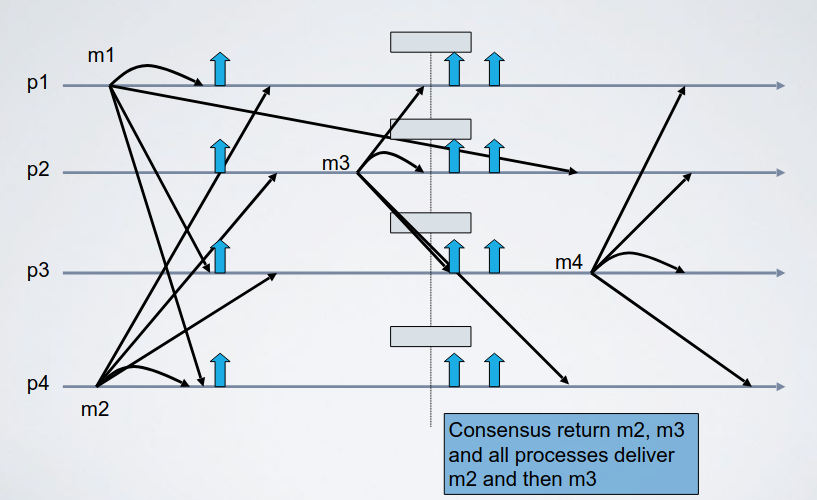 m1
p1
p2
m3
p3
m4
p4
m2
Consensus return m2, m3
and all processes deliver
m2 and then m3